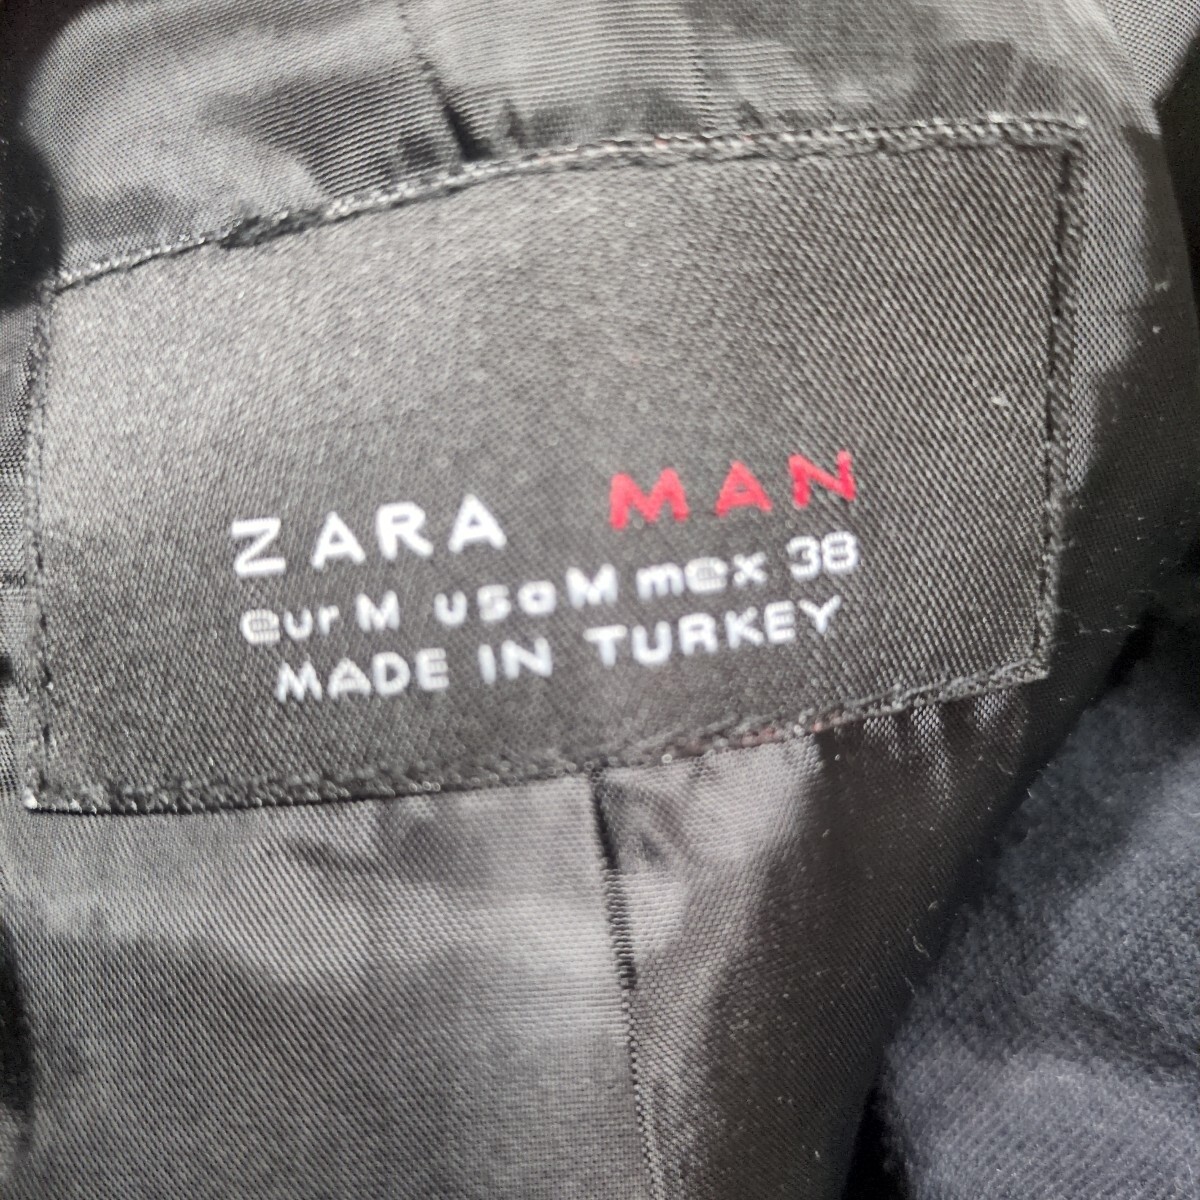 ZARA MAN
eur M usa M mex 38
MADE IN TURKEY